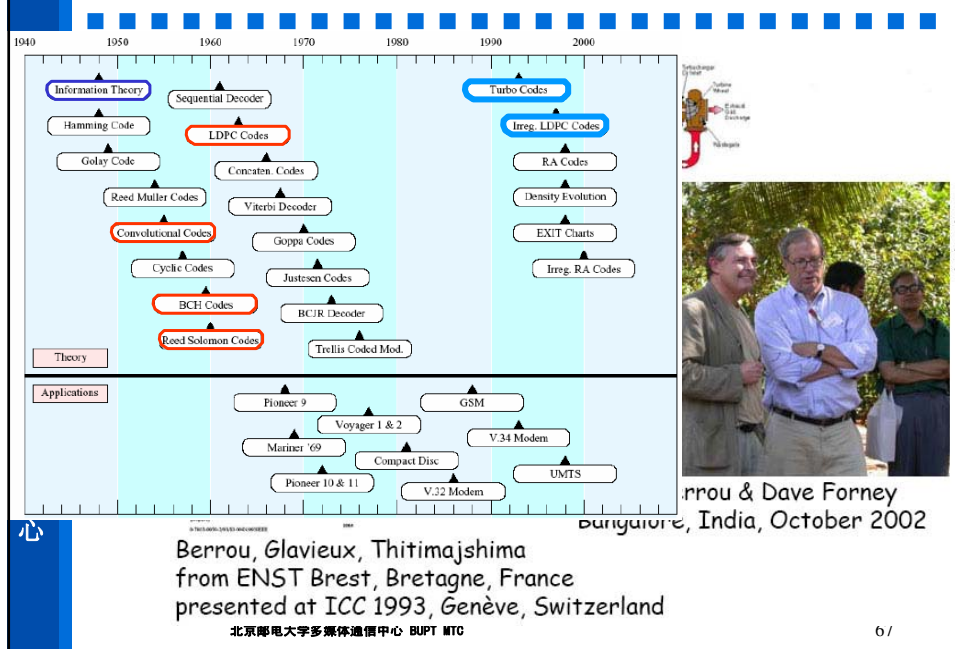 1940 1950 1960 1970 1980 1990 2000
Information Theory
Hamming Code
Golay Code
Reed Muller Codes
Convolutional Codes
Cyclic Codes
BCH Codes
Reed Solomon Codes
Sequential Decoder
LDPC Codes
Concaten. Codes
Viterbi Decoder
Goppa Codes
Justesen Codes
BCJR Decoder
Trellis Coded Mod.
Turbo Codes
Irreg. LDPC Codes
RA Codes
Density Evolution
EXIT Charts
Irreg. RA Codes
Theory
Applications
Pioneer 9
Mariner '69
Pioneer 10 & 11
Voyager 1 & 2
Compact Disc
V.32 Modem
GSM
V.34 Modem
UMTS
Turbine
Wheel
Exhaust
Gas
Discharge
rrou & Dave Forney
Bangalore, India, October 2002
心
Berrou, Glavieux, Thitimajshima
from ENST Brest, Bretagne, France
presented at ICC 1993, Genève, Switzerland
北京邮电大学多媒体通信中心 BUPT MTC
67